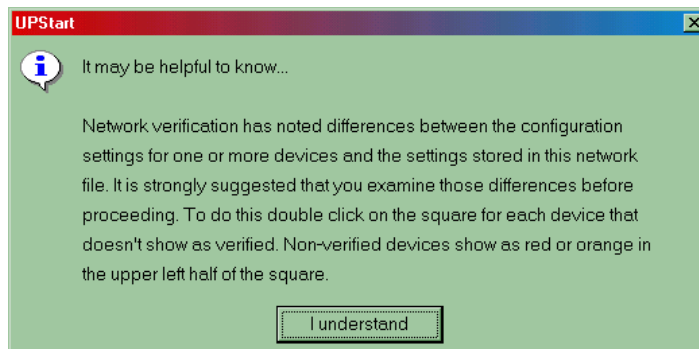 UPStart
It may be helpful to know...
Network verification has noted differences between the configuration
settings for one or more devices and the settings stored in this network
file. It is strongly suggested that you examine those differences before
proceeding. To do this double click on the square for each device that
doesn't show as verified. Non-verified devices show as red or orange in
the upper left half of the square.
I understand